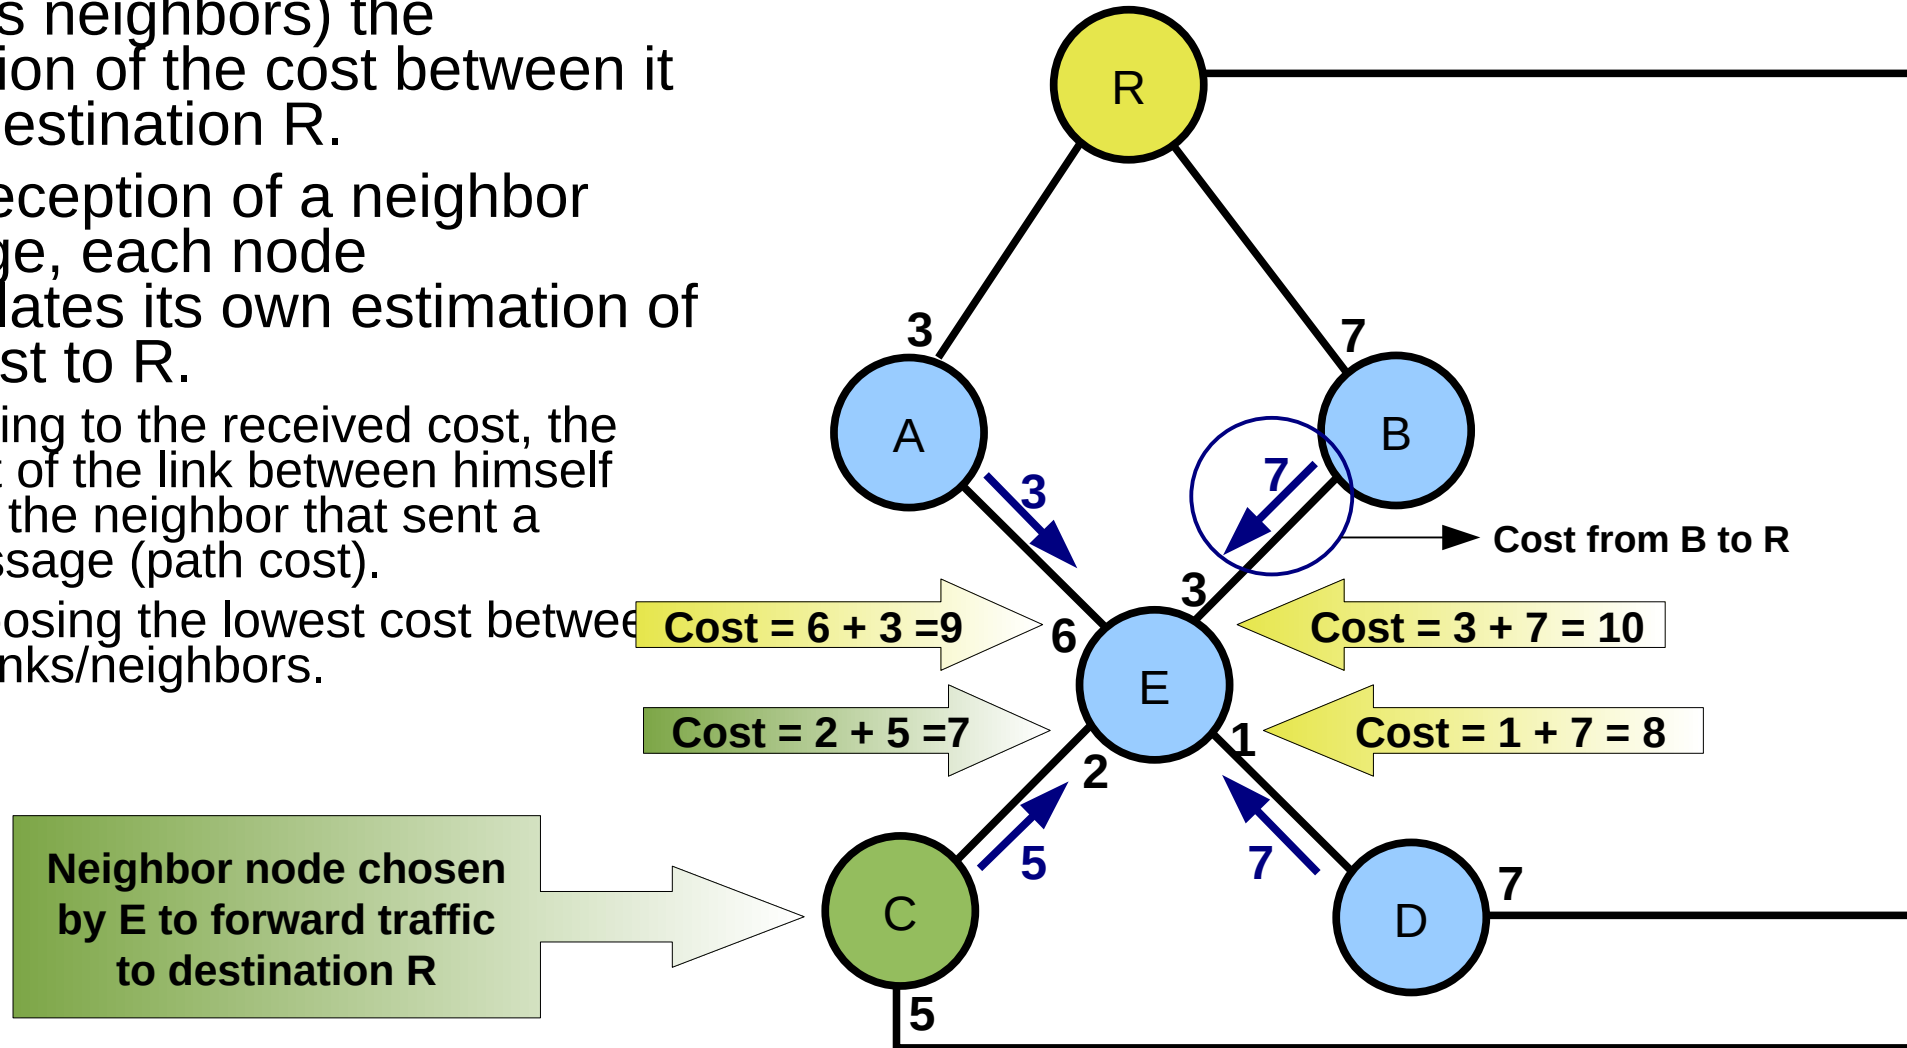 s neighbors) the
ion of the cost between it
estination R.
eception of a neighbor
ge, each node
lates its own estimation of
st to R.
ing to the received cost, the
t of the link between himself
the neighbor that sent a
ssage (path cost).
osing the lowest cost betwee
nks/neighbors.
R
3
7
A
B
3
7
Cost from B to R
3
Cost = 6 + 3 =9
6
Cost = 3 + 7 = 10
E
Cost = 2 + 5 =7
1
Cost = 1 + 7 = 8
2
5
7
Neighbor node chosen
by E to forward traffic
to destination R
C
D
7
5